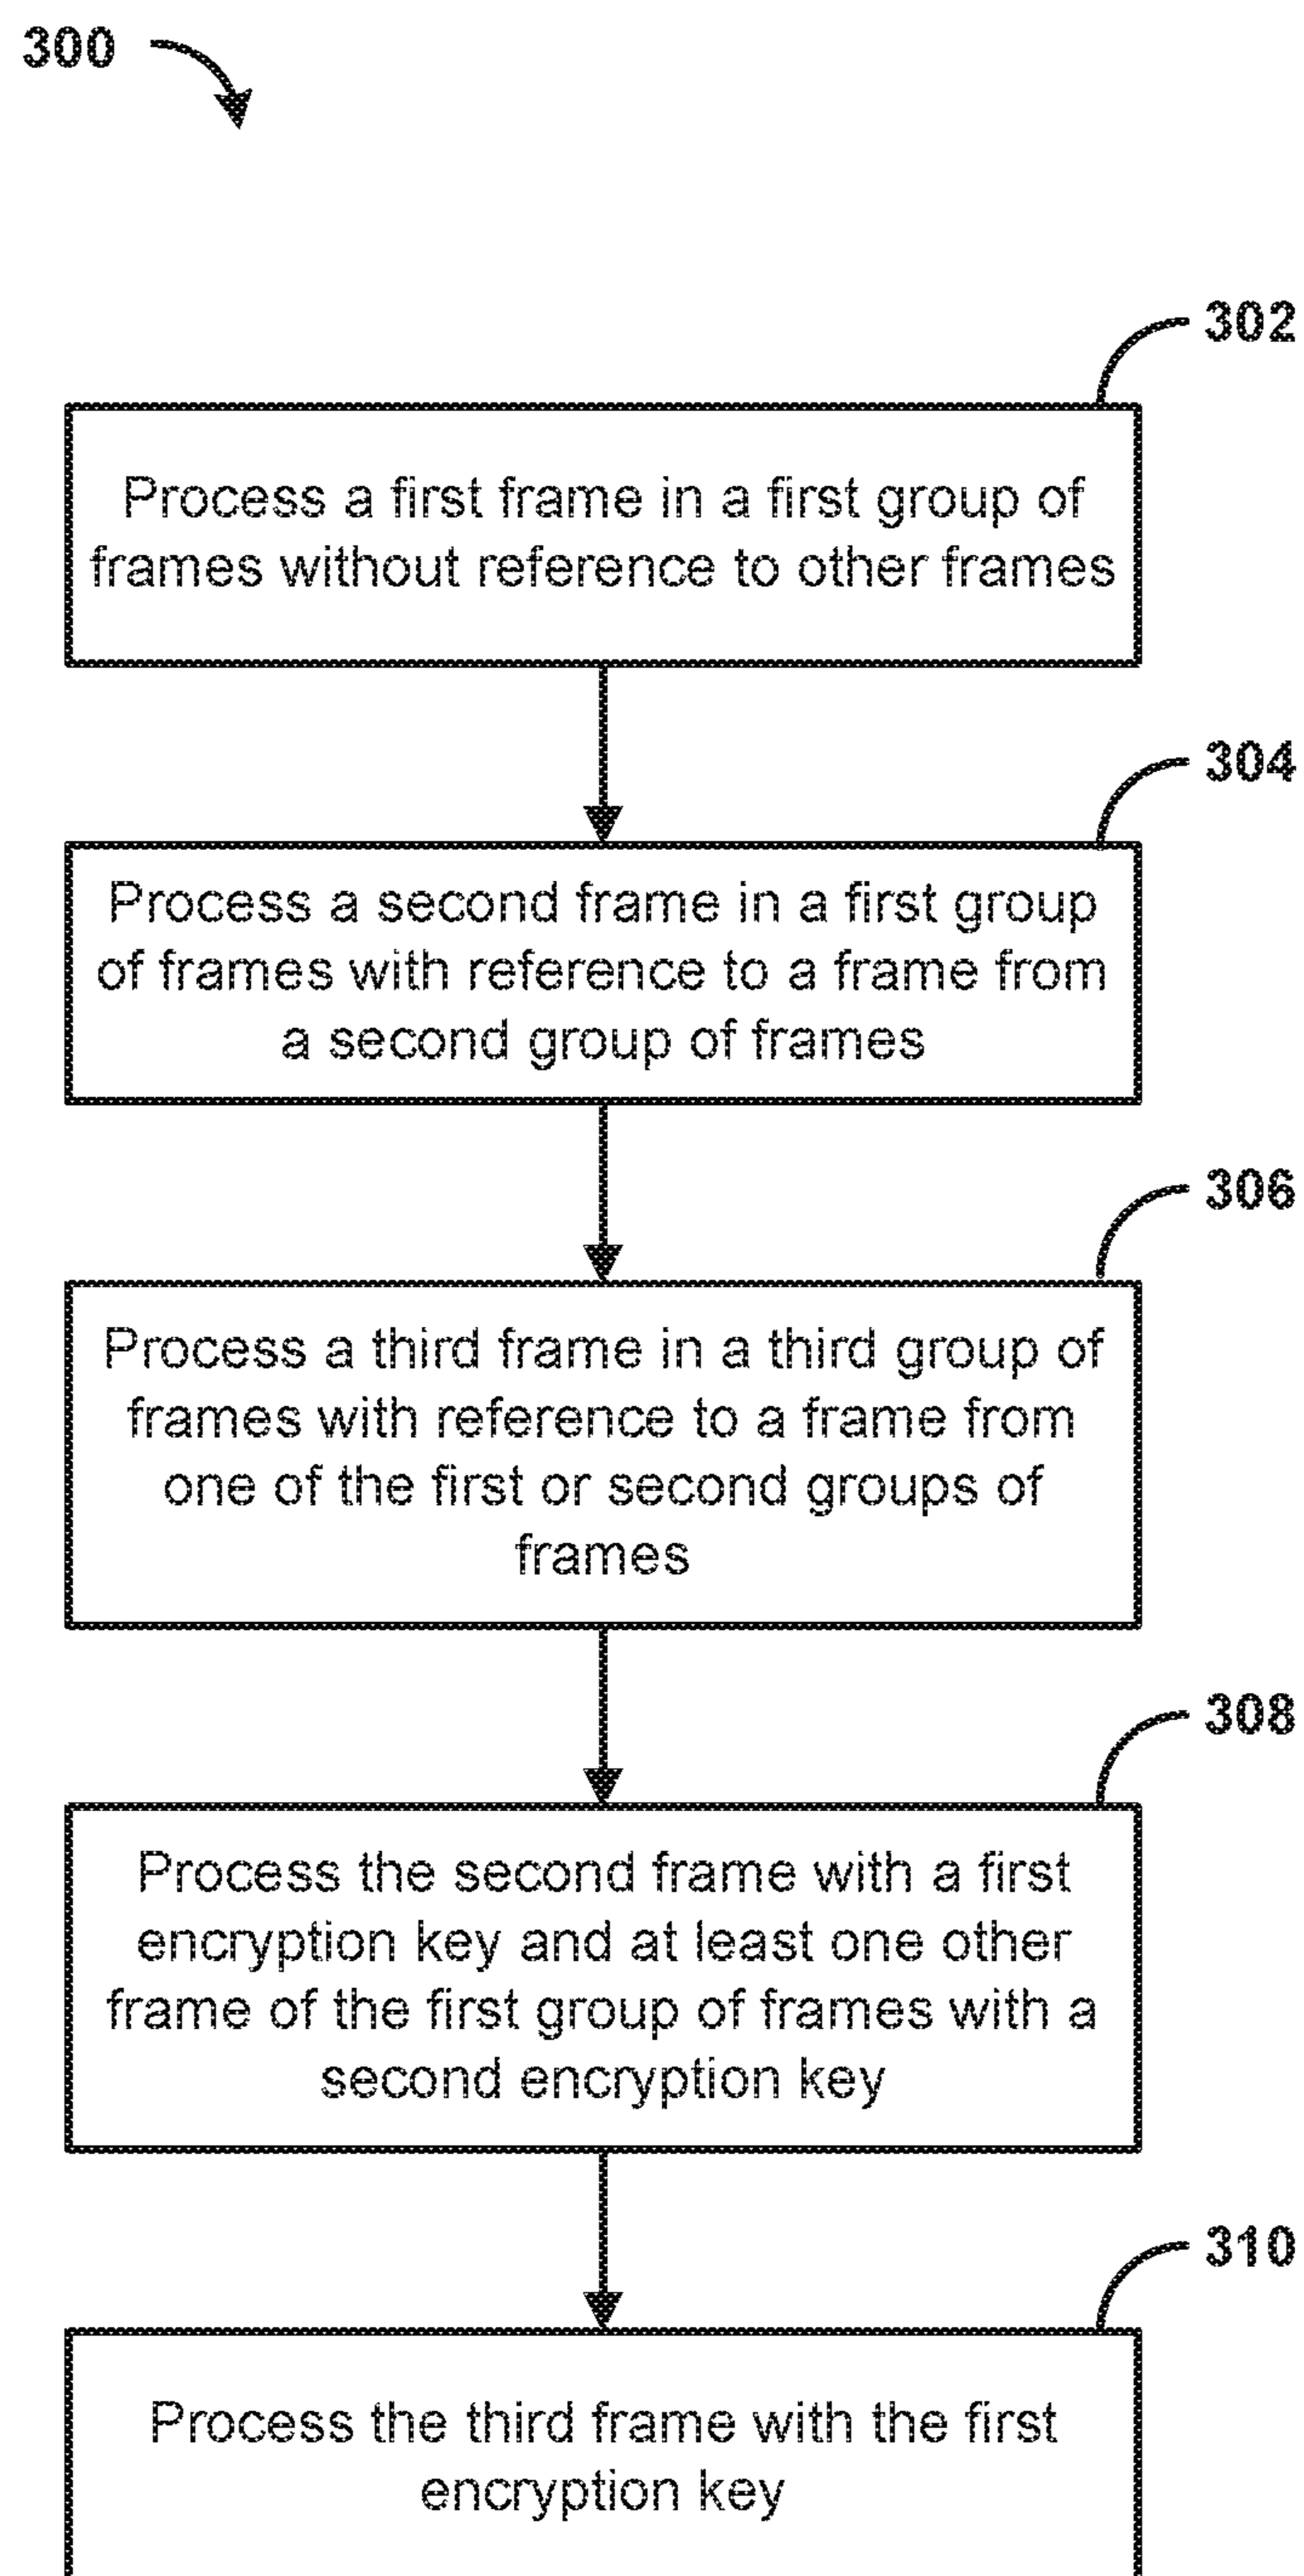 300
302
Process a first frame in a first group of
frames without reference to other frames
304
Process a second frame in a first group
of frames with reference to a frame from
a second group of frames
306
Process a third frame in a third group of
frames with reference to a frame from
one of the first or second groups of
frames
308
Process the second frame with a first
encryption key and at least one other
frame of the first group of frames with a
second encryption key
310
Process the third frame with the first
encryption key